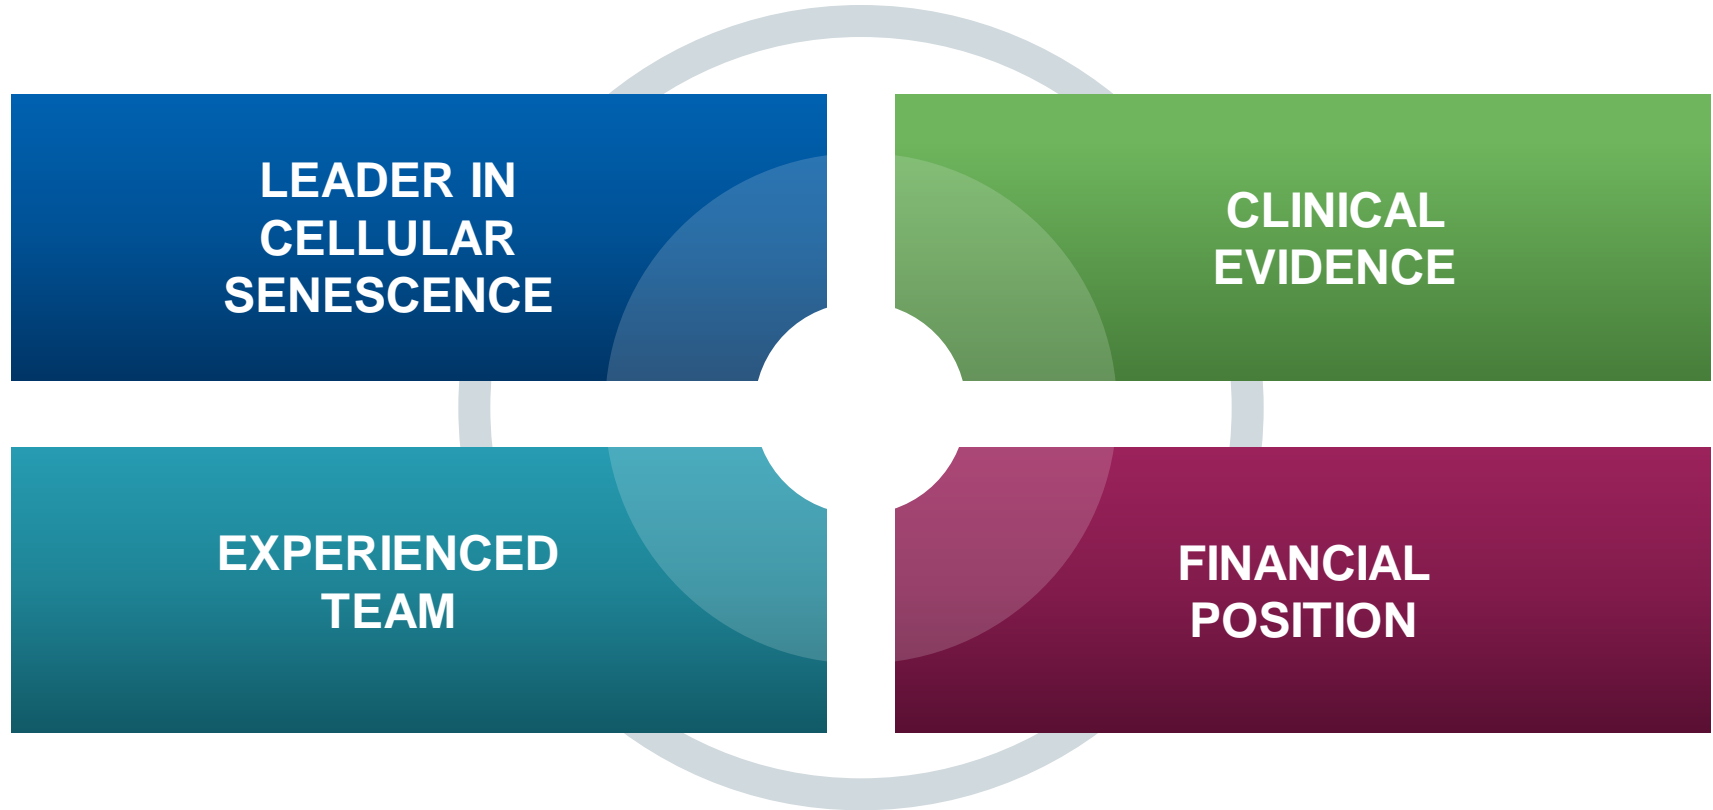 LEADER IN
CELLULAR
SENESCENCE
CLINICAL
EVIDENCE
EXPERIENCED
TEAM
FINANCIAL
POSITION